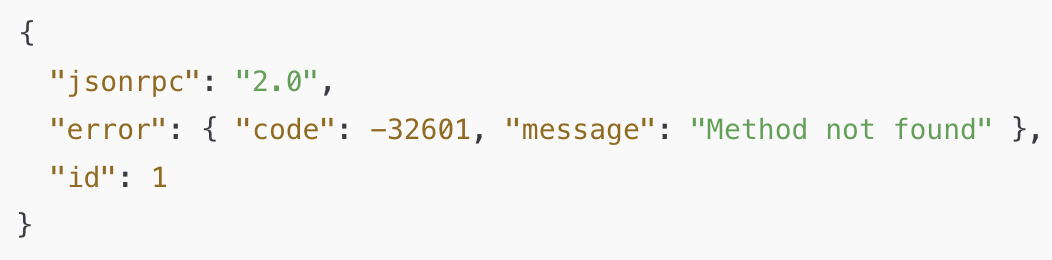 {
  "jsonrpc": "2.0",
  "error": { "code": -32601, "message": "Method not found" },
  "id": 1
}